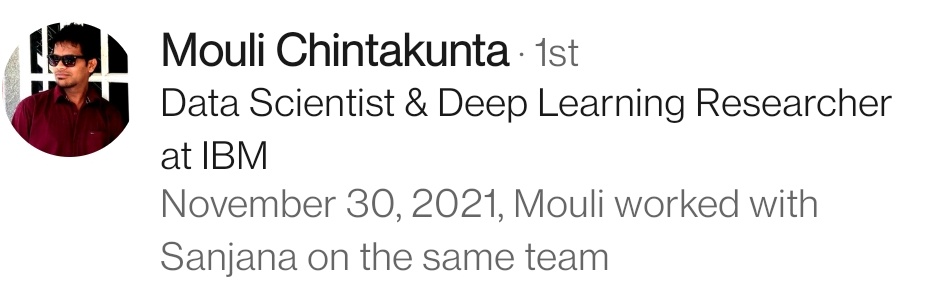 Mouli Chintakunta · 1st
Data Scientist & Deep Learning Researcher
at IBM
November 30, 2021, Mouli worked with
Sanjana on the same team